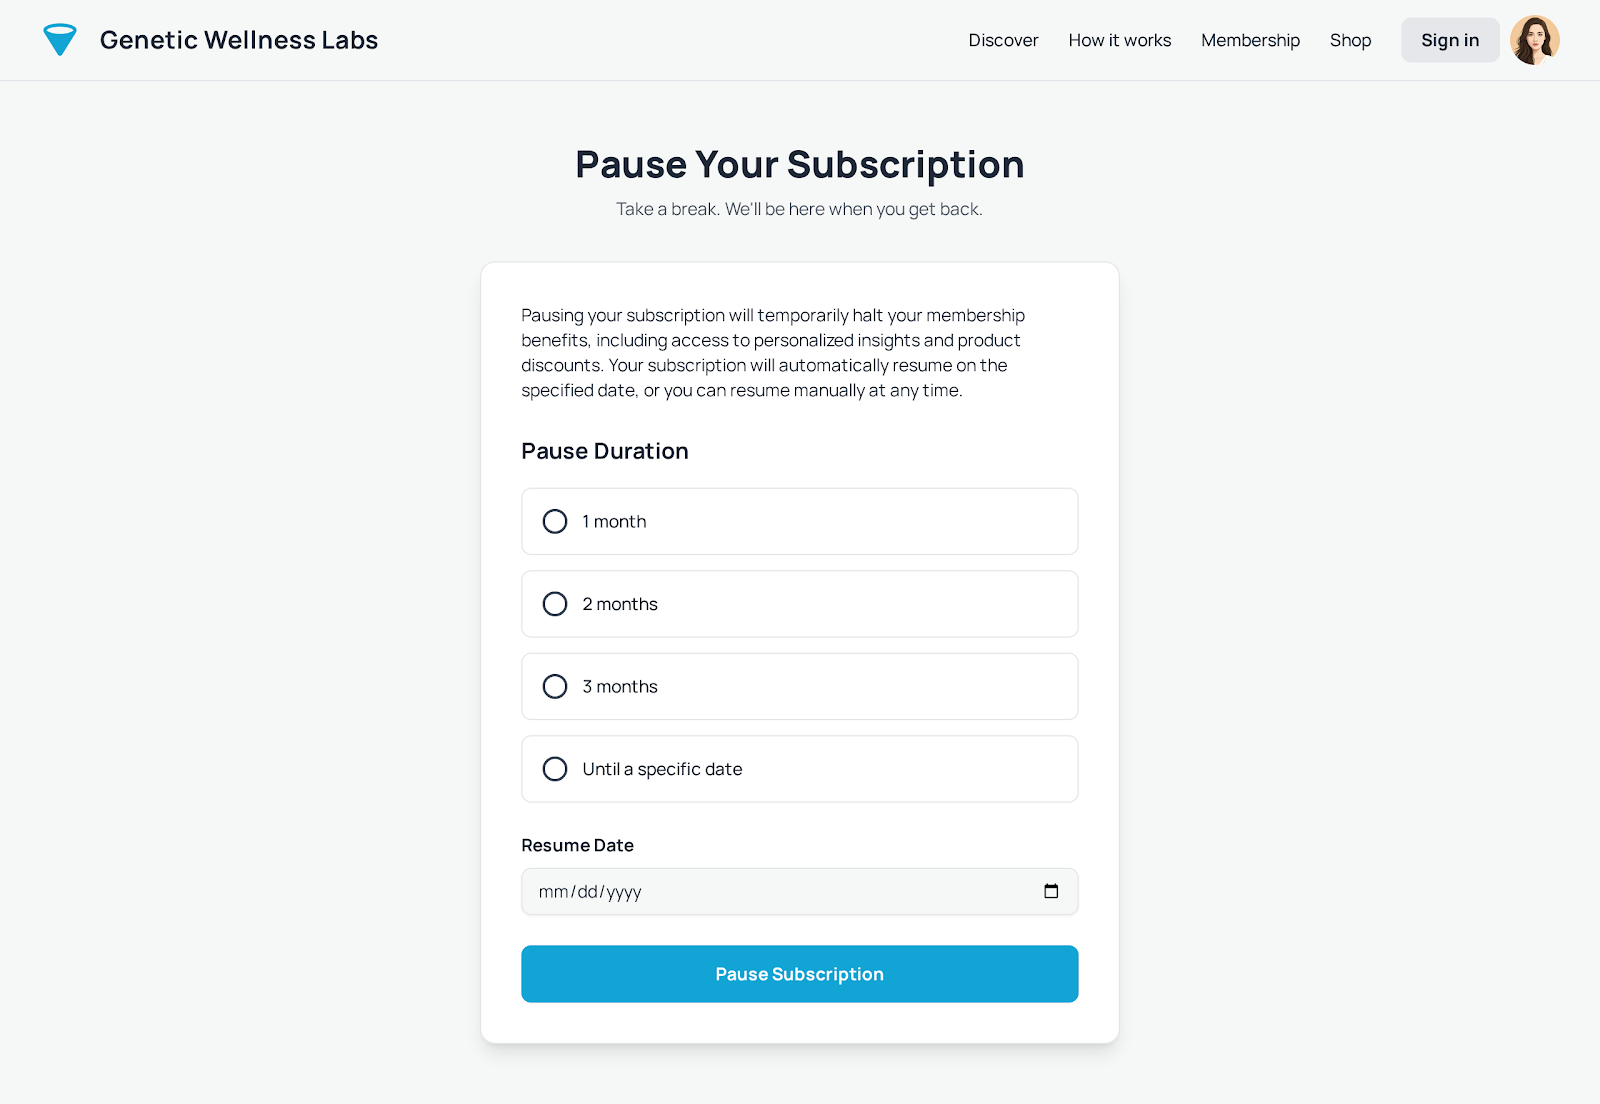 Genetic Wellness Labs
Discover
How it works
Membership
Shop
Sign in
Pause Your Subscription
Take a break. We'll be here when you get back.
Pausing your subscription will temporarily halt your membership
benefits, including access to personalized insights and product
discounts. Your subscription will automatically resume on the
specified date, or you can resume manually at any time.
Pause Duration
1 month
2 months
3 months
Until a specific date
Resume Date
mm/dd/yyyy
Pause Subscription